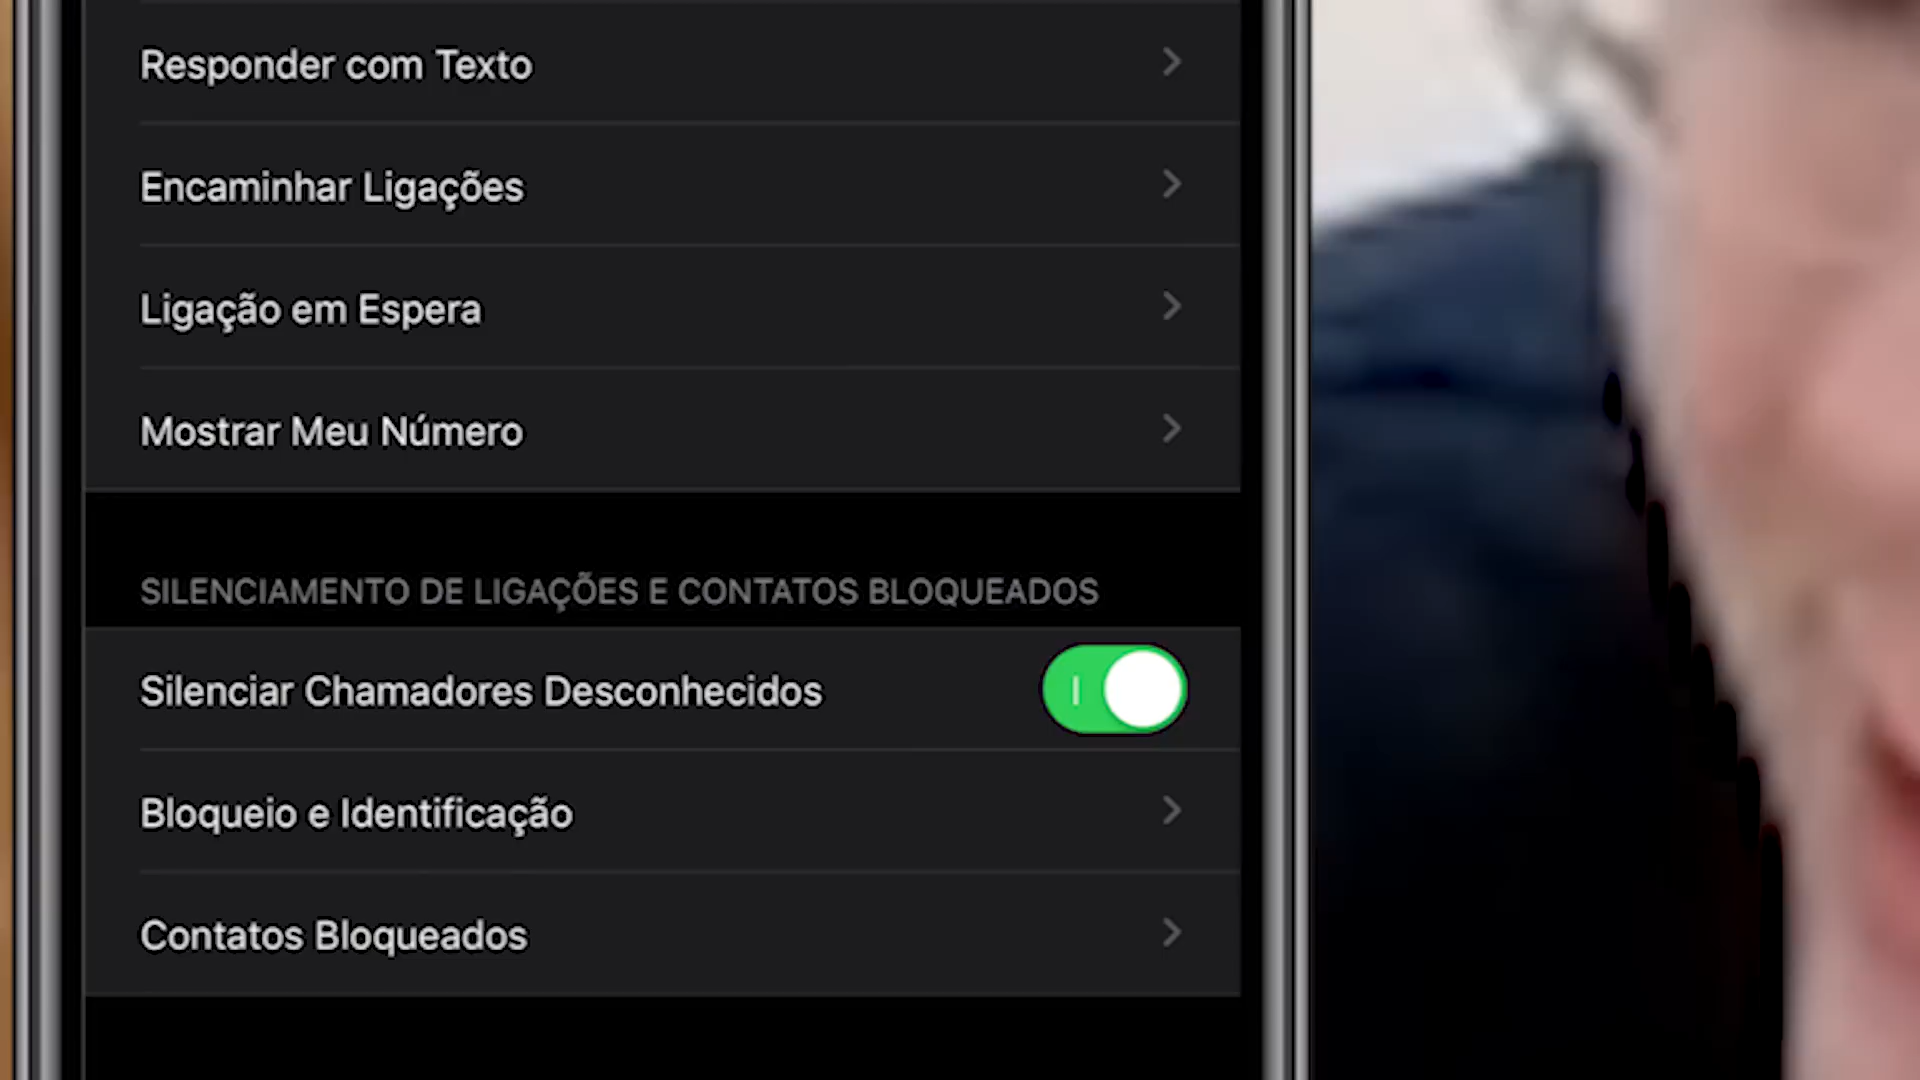 Responder com Texto
Encaminhar Ligações
Ligação em Espera
Mostrar Meu Número
SILENCIAMENTO DE LIGAÇÕES E CONTATOS BLOQUEADOS
Silenciar Chamadores Desconhecidos
Bloqueio e Identificação
Contatos Bloqueados